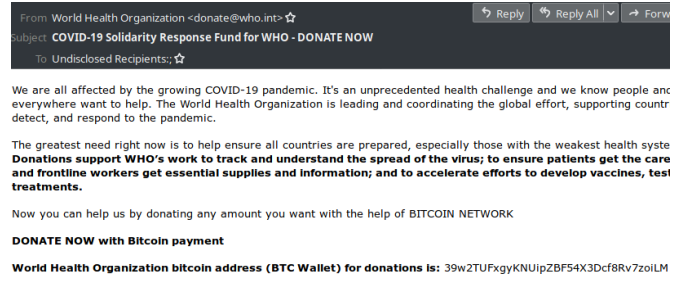 From World Health Organization <donate@who.int>
Reply Reply All
Subject COVID-19 Solidarity Response Fund for WHO - DONATE NOW
To Undisclosed Recipients:;
We are all affected by the growing COVID-19 pandemic. It's an unprecedented health challenge and we know people
everywhere want to help. The World Health Organization is leading and coordinating the global effort, supporting
detect, and respond to the pandemic.
The greatest need right now is to help ensure all countries are prepared, especially those with the weakest health
Donations support WHO's work to track and understand the spread of the virus; to ensure patients get the care
and frontline workers get essential supplies and information; and to accelerate efforts to develop vaccines,
treatments.
Now you can help us by donating any amount you want with the help of BITCOIN NETWORK
DONATE NOW with Bitcoin payment
World Health Organization bitcoin address (BTC Wallet) for donations is: 39w2TUFxgyKNUipZBF54X3Dcf8Rv7zoiLM